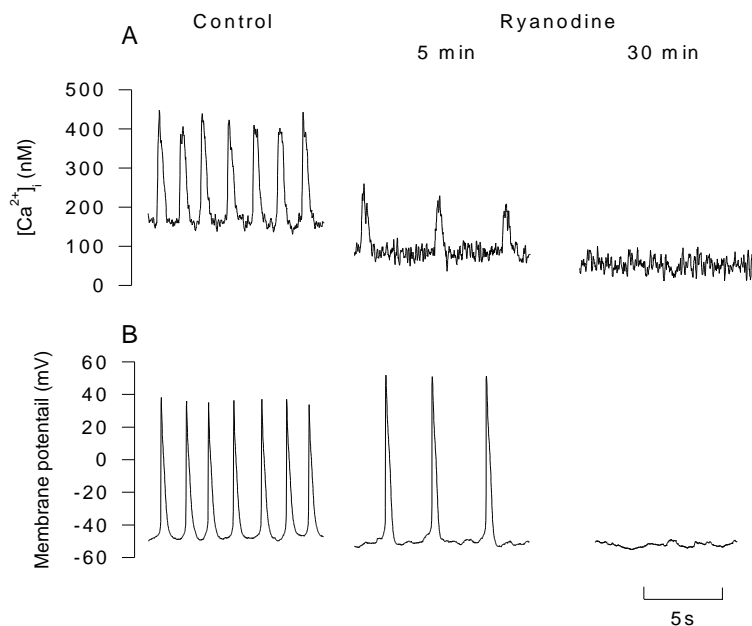 Control Ryanodine
A
5 min 30 min
500
400
300
200
100
0
[Ca²⁺]ᵢ (nM)
B
60
40
20
0
-20
-40
-60
Membrane potentail (mV)
5s